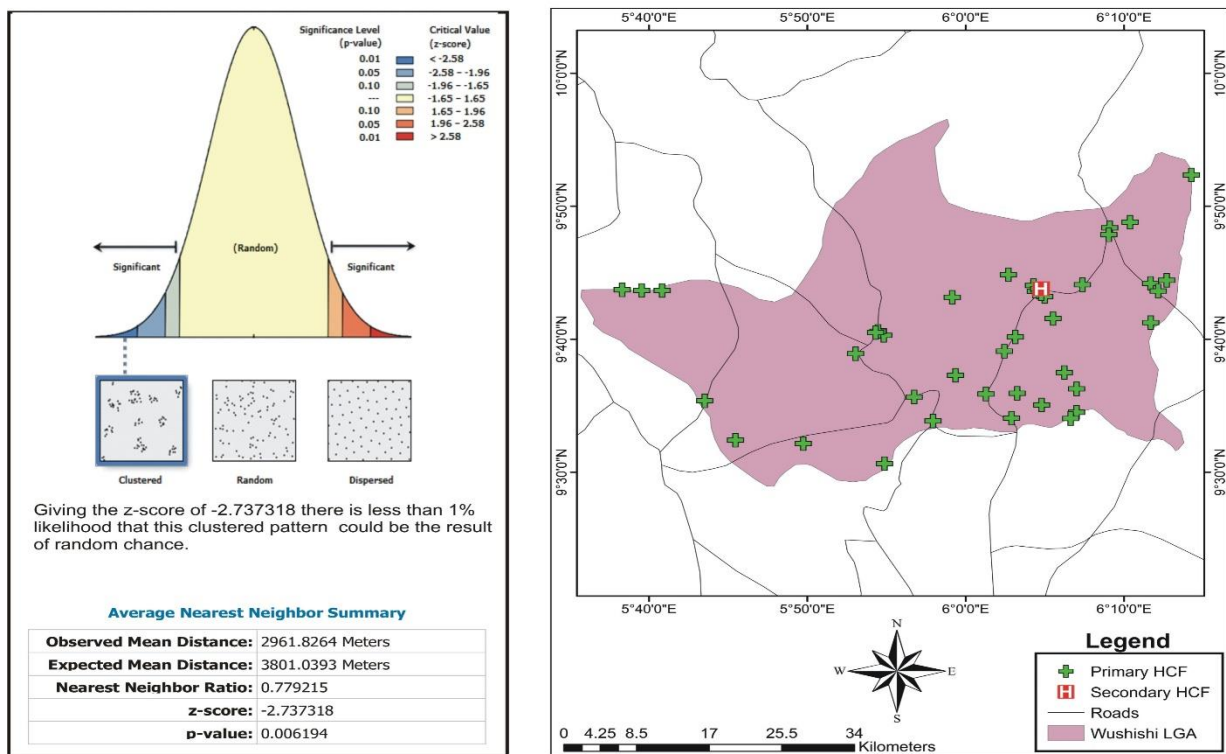 Significance Level Critical Value
(p-value) (z-score)
0.01 < -2.58
0.05 -2.58 - -1.96
0.10 -1.96 - -1.65
--- -1.65 - 1.65
0.10 1.65 - 1.96
0.05 1.96 - 2.58
0.01 > 2.58
(Random)
Significant Significant
Clustered Random Dispersed
Giving the z-score of -2.737318 there is less than 1%
likelihood that this clustered pattern could be the result
of random chance.
Average Nearest Neighbor Summary
Observed Mean Distance: 2961.8264 Meters
Expected Mean Distance: 3801.0393 Meters
Nearest Neighbor Ratio: 0.779215
z-score: -2.737318
p-value: 0.006194
5°40'0"E 5°50'0"E 6°0'0"E 6°10'0"E
10°0'0"N 10°0'0"N
9°50'0"N 9°50'0"N
H
9°40'0"N 9°40'0"N
9°30'0"N 9°30'0"N
5°40'0"E 5°50'0"E 6°0'0"E 6°10'0"E
N
W E
S
0 4.25 8.5 17 25.5 34
Kilometers
Legend
Primary HCF
H Secondary HCF
Roads
Wushishi LGA